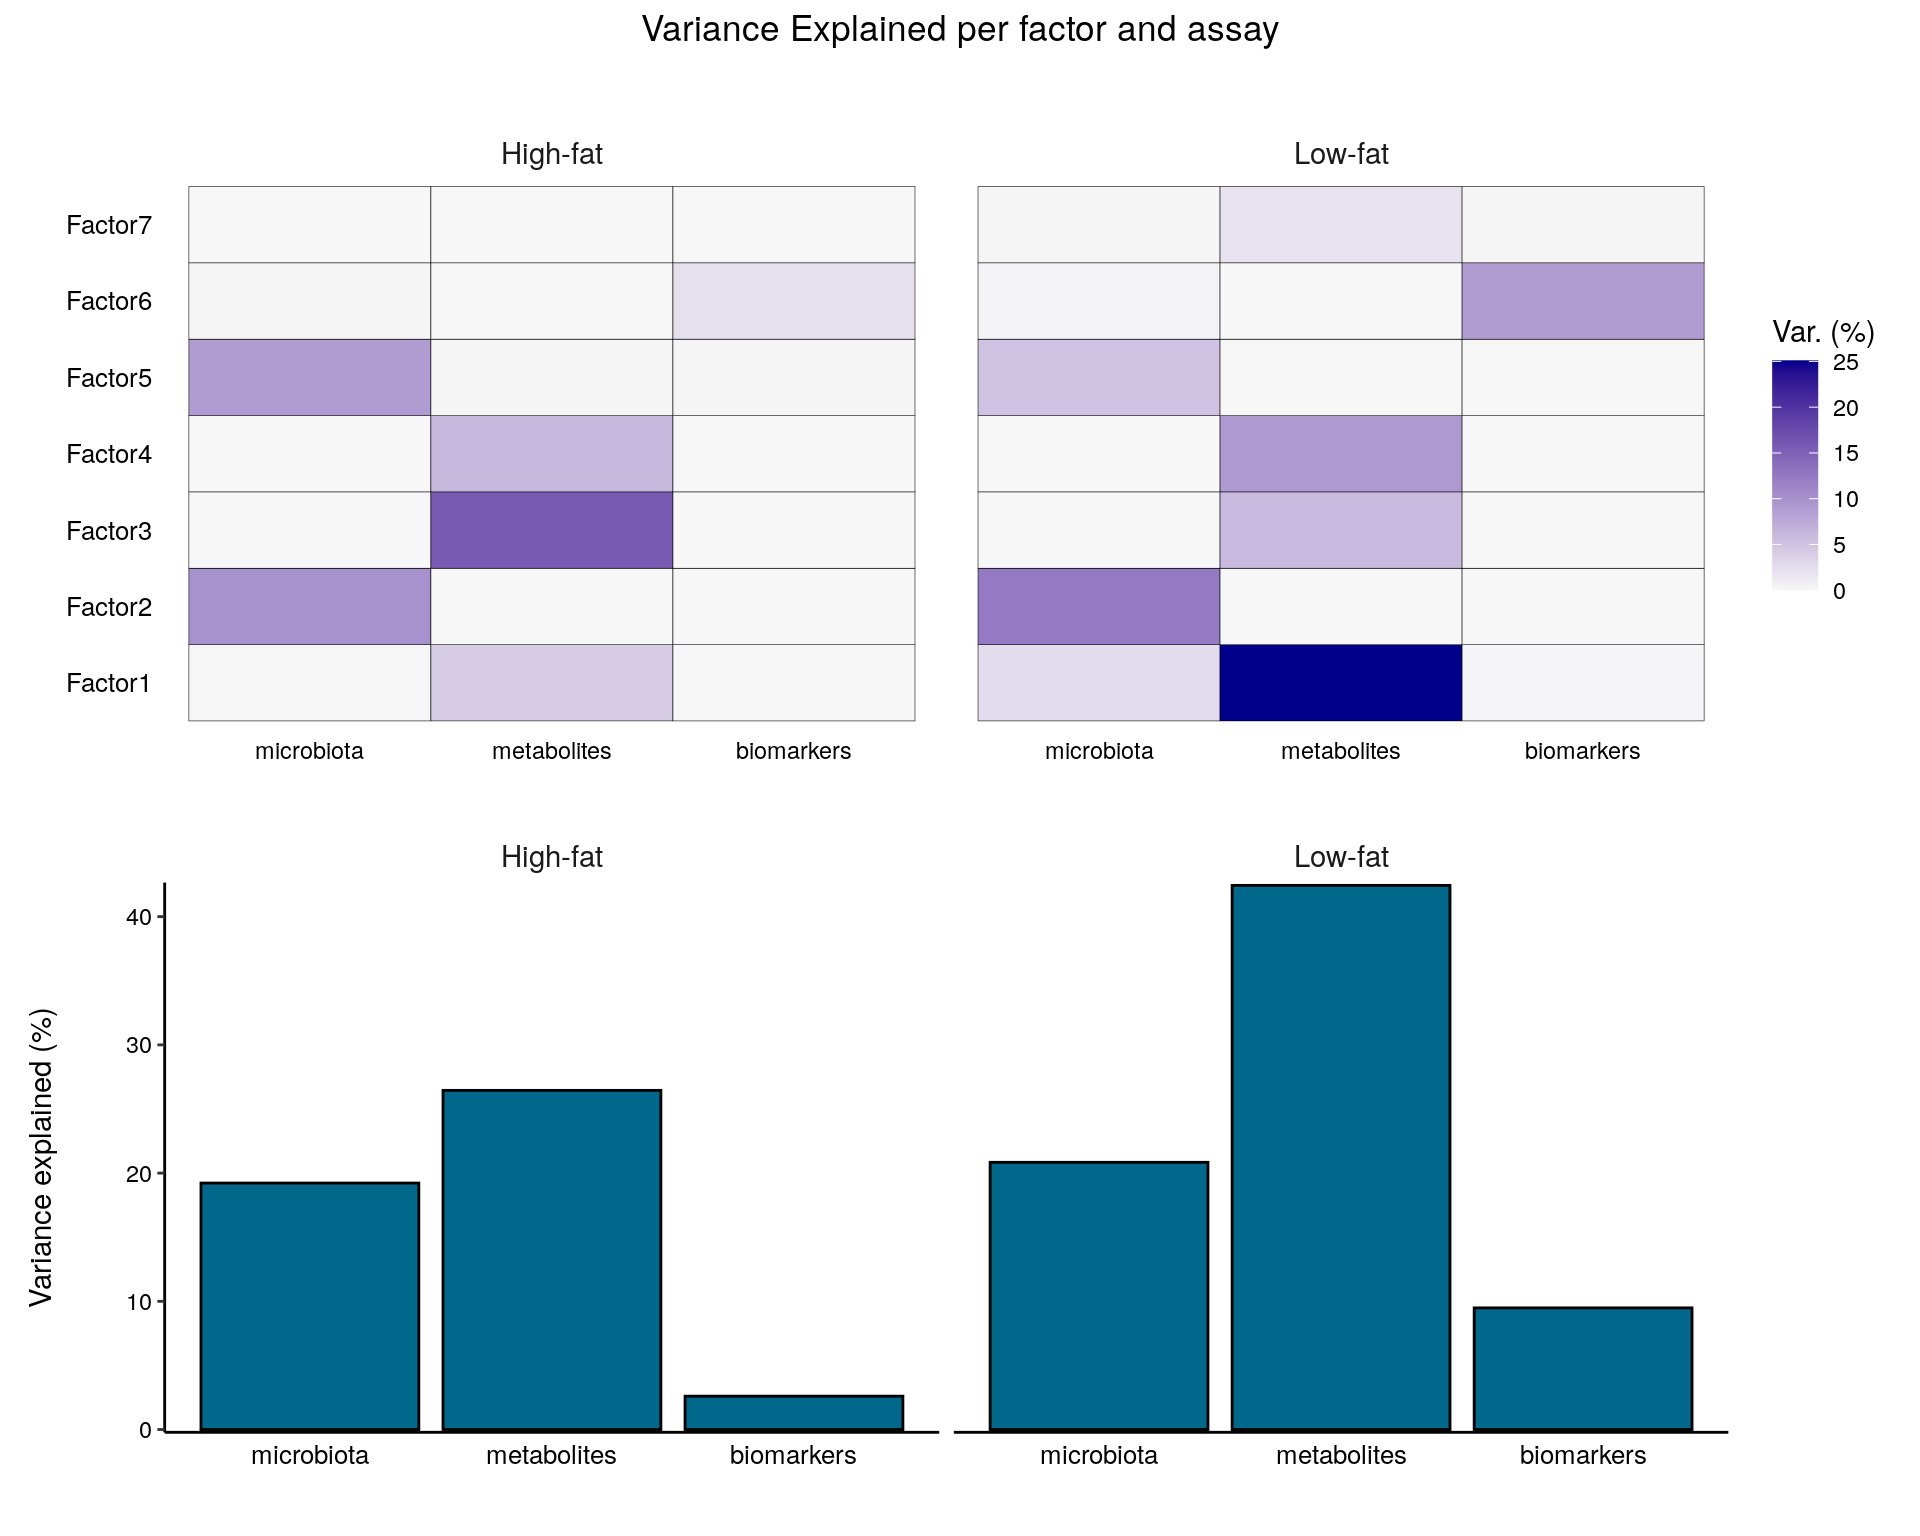 Variance Explained per factor and assay
High-fat
Low-fat
Factor7
Factor6
Factor5
Factor4
Factor3
Factor2
Factor1
microbiota metabolites biomarkers
microbiota metabolites biomarkers
Var. (%)
25
20
15
10
5
0
High-fat
Low-fat
Variance explained (%)
40
30
20
10
0
microbiota metabolites biomarkers
microbiota metabolites biomarkers